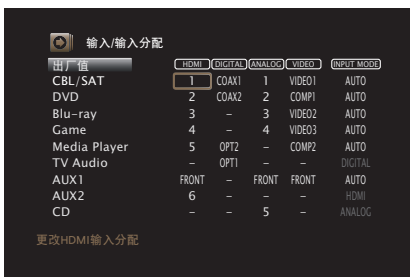 输入/输入分配
出厂值 HDMI DIGITAL ANALOG VIDEO INPUT MODE
CBL/SAT 1 COAX1 1 VIDEO1 AUTO
DVD 2 COAX2 2 COMP1 AUTO
Blu-ray 3 – 3 VIDEO2 AUTO
Game 4 – 4 VIDEO3 AUTO
Media Player 5 OPT2 – COMP2 AUTO
TV Audio – OPT1 – – DIGITAL
AUX1 FRONT – FRONT FRONT AUTO
AUX2 6 – – – HDMI
CD – – 5 – ANALOG
更改HDMI输入分配